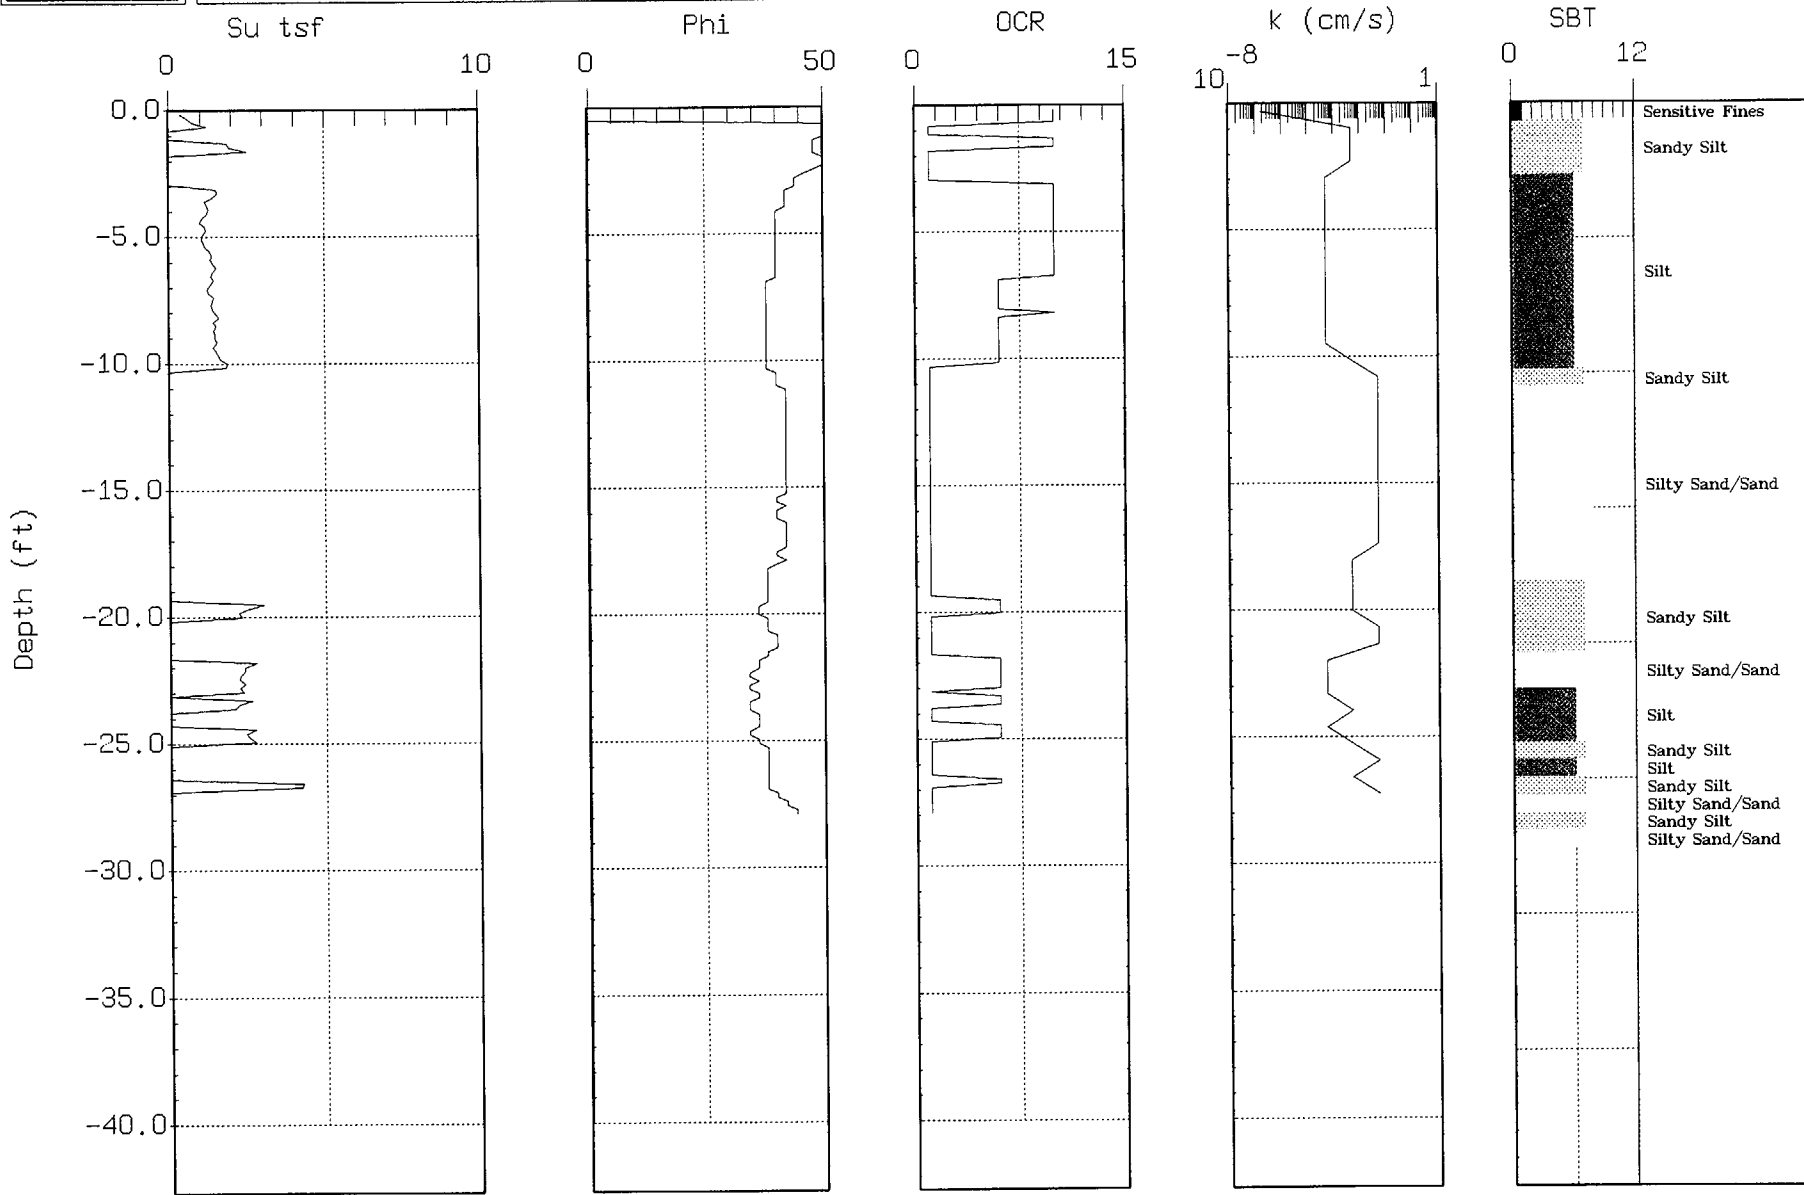 Su tsf
Phi
OCR
k (cm/s)
SBT
0 10
0 50
0 15
10 -8 1
0 12
0.0
-5.0
-10.0
-15.0
-20.0
-25.0
-30.0
-35.0
-40.0
Depth (ft)
Sensitive Fines
Sandy Silt
Silt
Sandy Silt
Silty Sand/Sand
Sandy Silt
Silty Sand/Sand
Silt
Sandy Silt
Silt
Sandy Silt
Silty Sand/Sand
Sandy Silt
Silty Sand/Sand